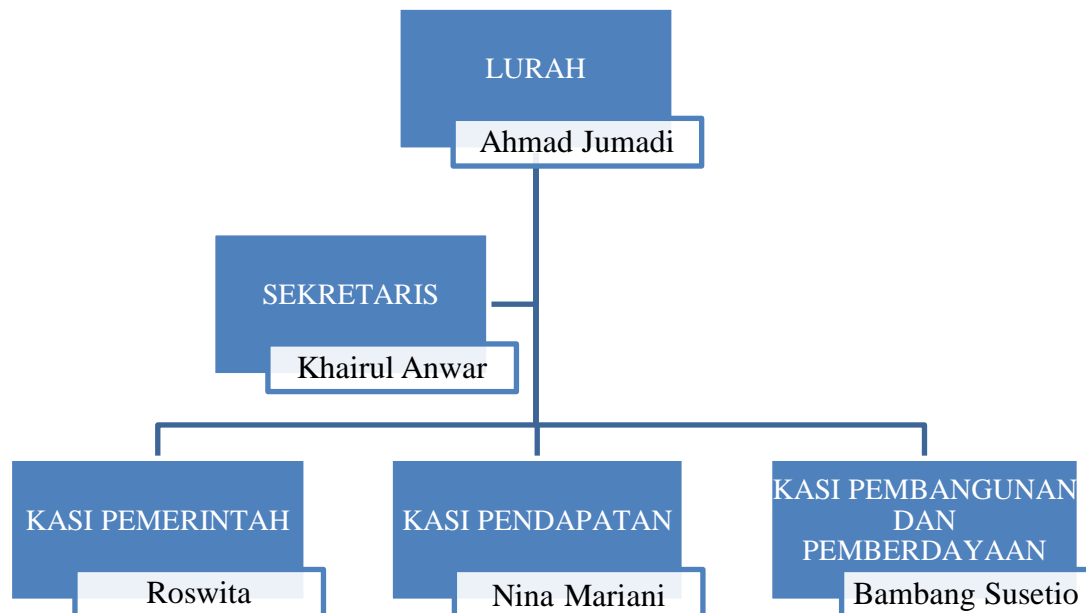 LURAH
Ahmad Jumadi
SEKRETARIS
Khairul Anwar
KASI PEMERINTAH
Roswita
KASI PENDAPATAN
Nina Mariani
KASI PEMBANGUNAN
DAN
PEMBERDAYAAN
Bambang Susetio